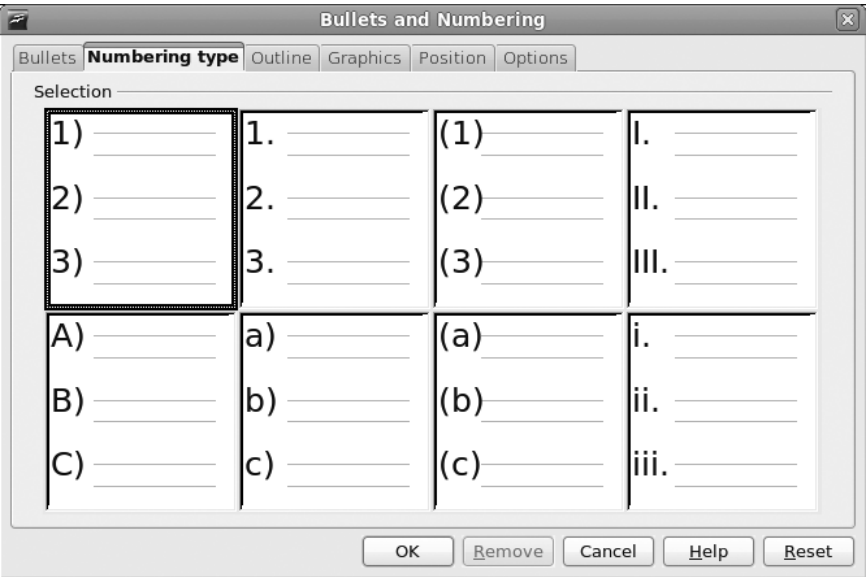 Bullets and Numbering
Bullets Numbering type Outline Graphics Position Options
Selection
1) 1. (1) I.
2) 2. (2) II.
3) 3. (3) III.
A) a) (a) i.
B) b) (b) ii.
C) c) (c) iii.
OK Remove Cancel Help Reset